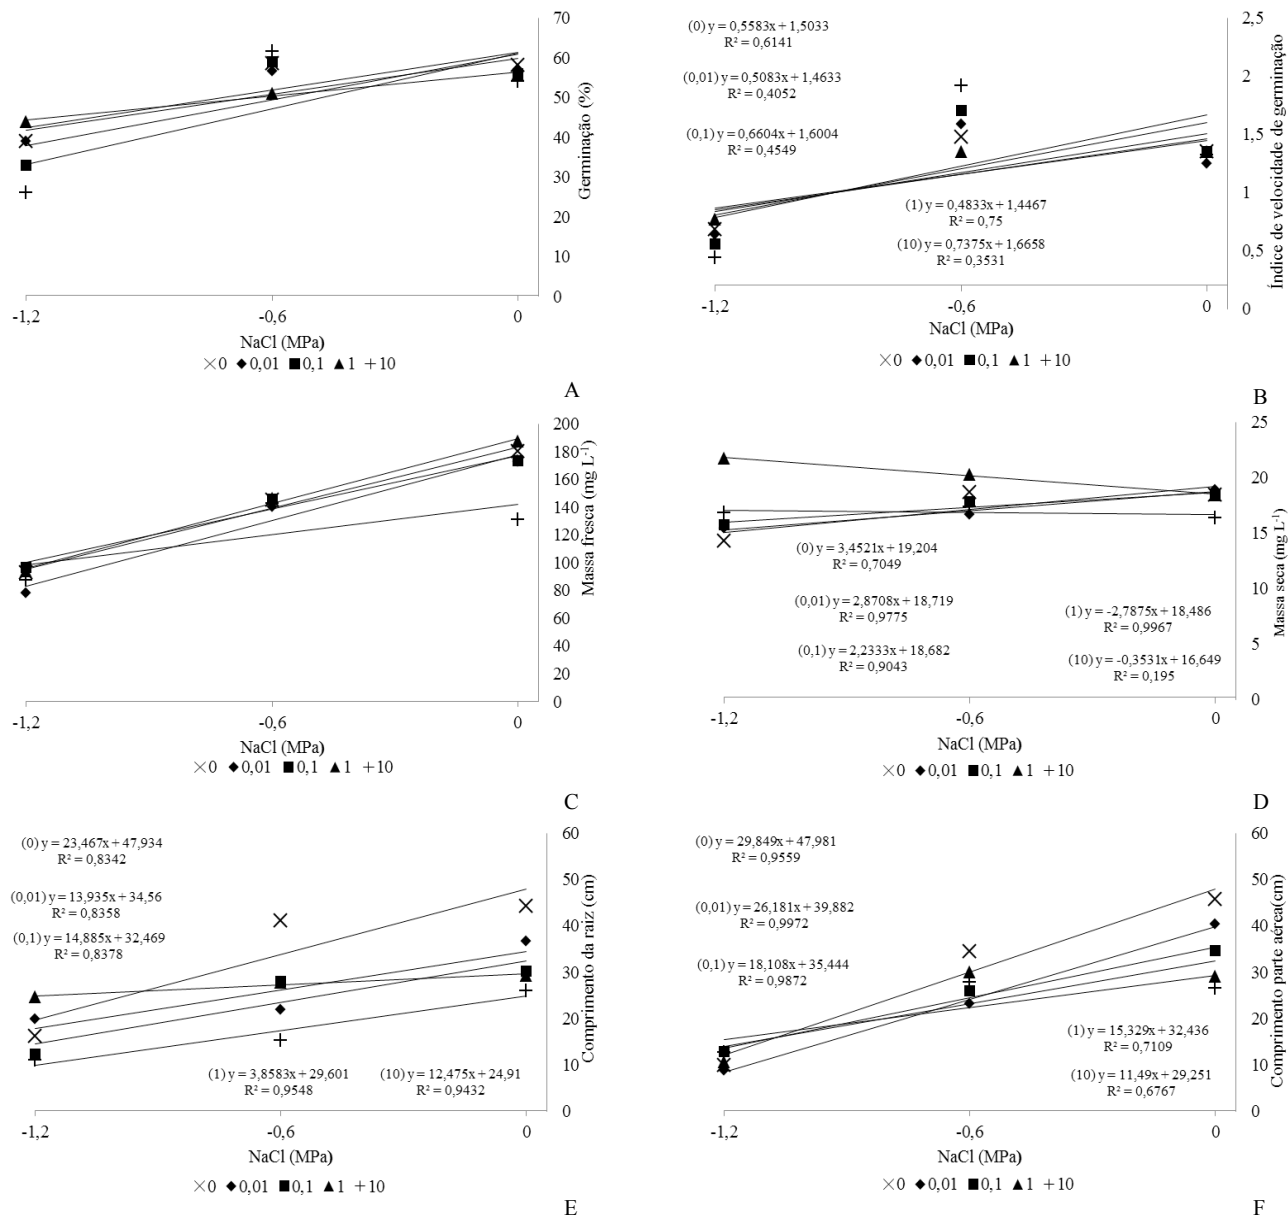 70
60
50
40
30
20
10
0
Germinação (%)
-1,2
-0,6
0
NaCl (MPa)
0 0,01 0,1 1 10
A
(0) y = 0,5583x + 1,5033
R² = 0,6141
(0,01) y = 0,5083x + 1,4633
R² = 0,4052
(0,1) y = 0,6604x + 1,6004
R² = 0,4549
(1) y = 0,4833x + 1,4467
R² = 0,75
(10) y = 0,7375x + 1,6658
R² = 0,3531
2,5
2
1,5
1
0,5
0
Índice de velocidade de germinação
-1,2
-0,6
0
NaCl (MPa)
0 0,01 0,1 1 10
B
200
180
160
140
120
100
80
60
40
20
0
Massa fresca (mg L⁻¹)
-1,2
-0,6
0
NaCl (MPa)
0 0,01 0,1 1 10
C
25
20
15
10
5
0
Massa seca (mg L⁻¹)
(0) y = 3,4521x + 19,204
R² = 0,7049
(0,01) y = 2,8708x + 18,719
R² = 0,9775
(0,1) y = 2,2333x + 18,682
R² = 0,9043
(1) y = -2,7875x + 18,486
R² = 0,9967
(10) y = -0,3531x + 16,649
R² = 0,195
-1,2
-0,6
0
NaCl (MPa)
0 0,01 0,1 1 10
D
(0) y = 23,467x + 47,934
R² = 0,8342
(0,01) y = 13,935x + 34,56
R² = 0,8358
(0,1) y = 14,885x + 32,469
R² = 0,8378
(1) y = 3,8583x + 29,601
R² = 0,9548
(10) y = 12,475x + 24,91
R² = 0,9432
60
50
40
30
20
10
0
Comprimento da raiz (cm)
-1,2
-0,6
0
NaCl (MPa)
0 0,01 0,1 1 10
E
(0) y = 29,849x + 47,981
R² = 0,9559
(0,01) y = 26,181x + 39,882
R² = 0,9972
(0,1) y = 18,108x + 35,444
R² = 0,9872
(1) y = 15,329x + 32,436
R² = 0,7109
(10) y = 11,49x + 29,251
R² = 0,6767
60
50
40
30
20
10
0
Comprimento parte aerea(cm)
-1,2
-0,6
0
NaCl (MPa)
0 0,01 0,1 1 10
F